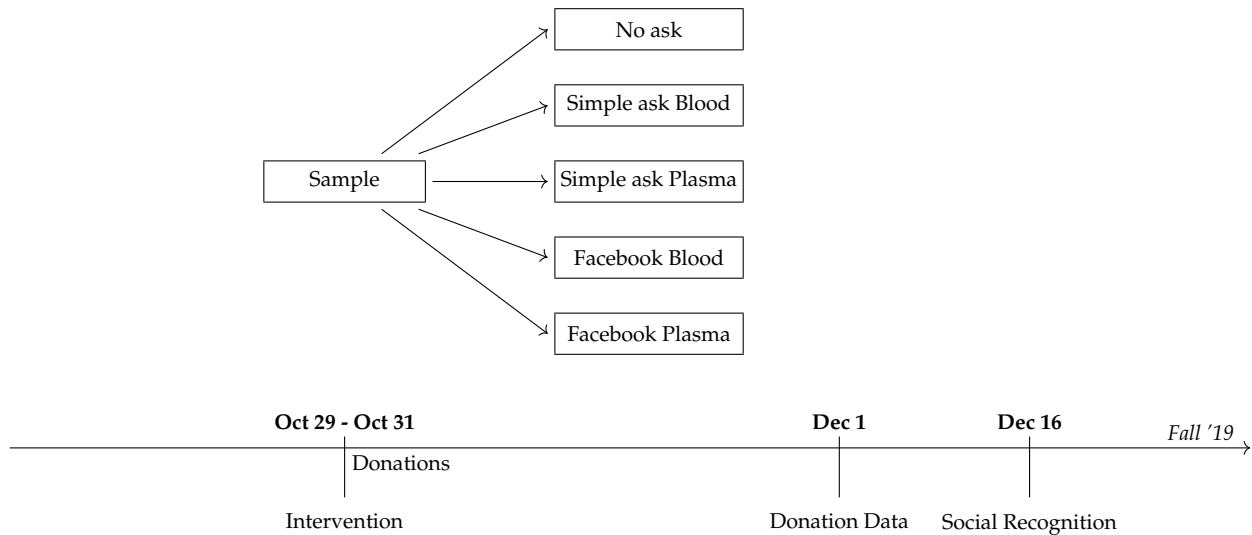 No ask
Simple ask Blood
Sample
Simple ask Plasma
Facebook Blood
Facebook Plasma
Oct 29 - Oct 31
Dec 1
Dec 16
Fall '19
Donations
Intervention
Donation Data
Social Recognition